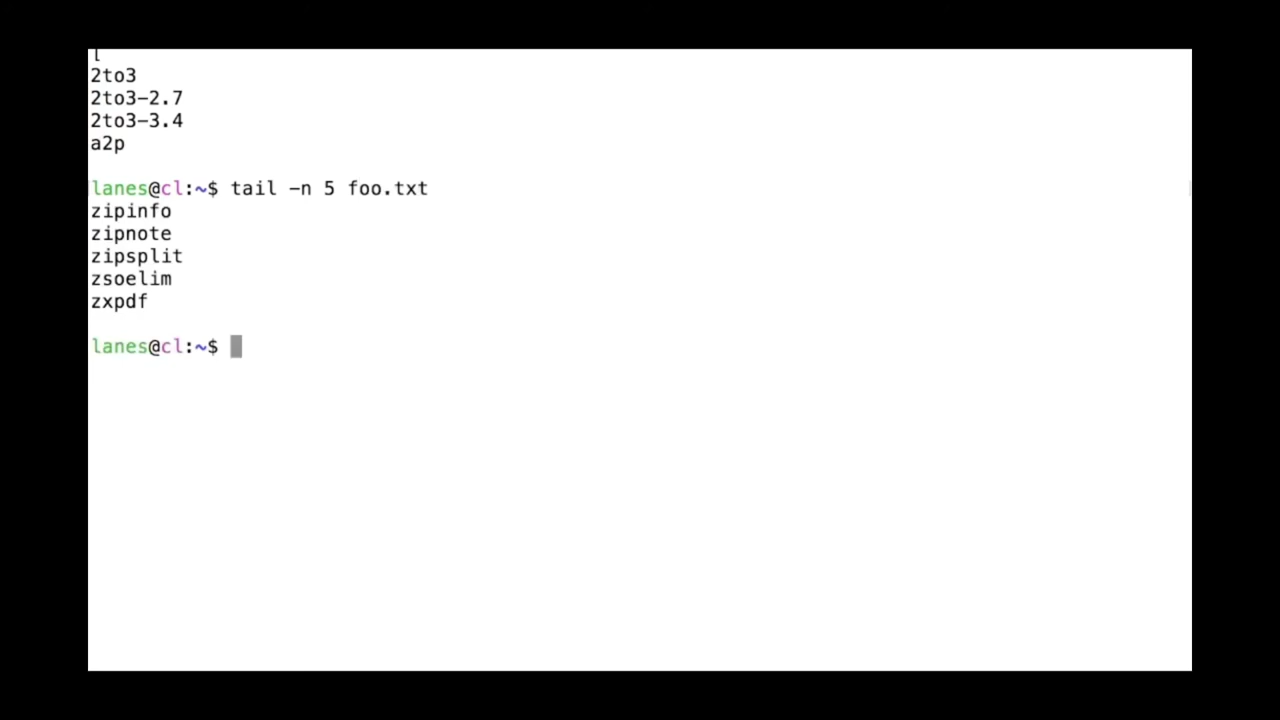 [
2to3
2to3-2.7
2to3-3.4
a2p
lanes@cl:~$ tail -n 5 foo.txt
zipinfo
zipnote
zipsplit
zsoelim
zxpdf
lanes@cl:~$